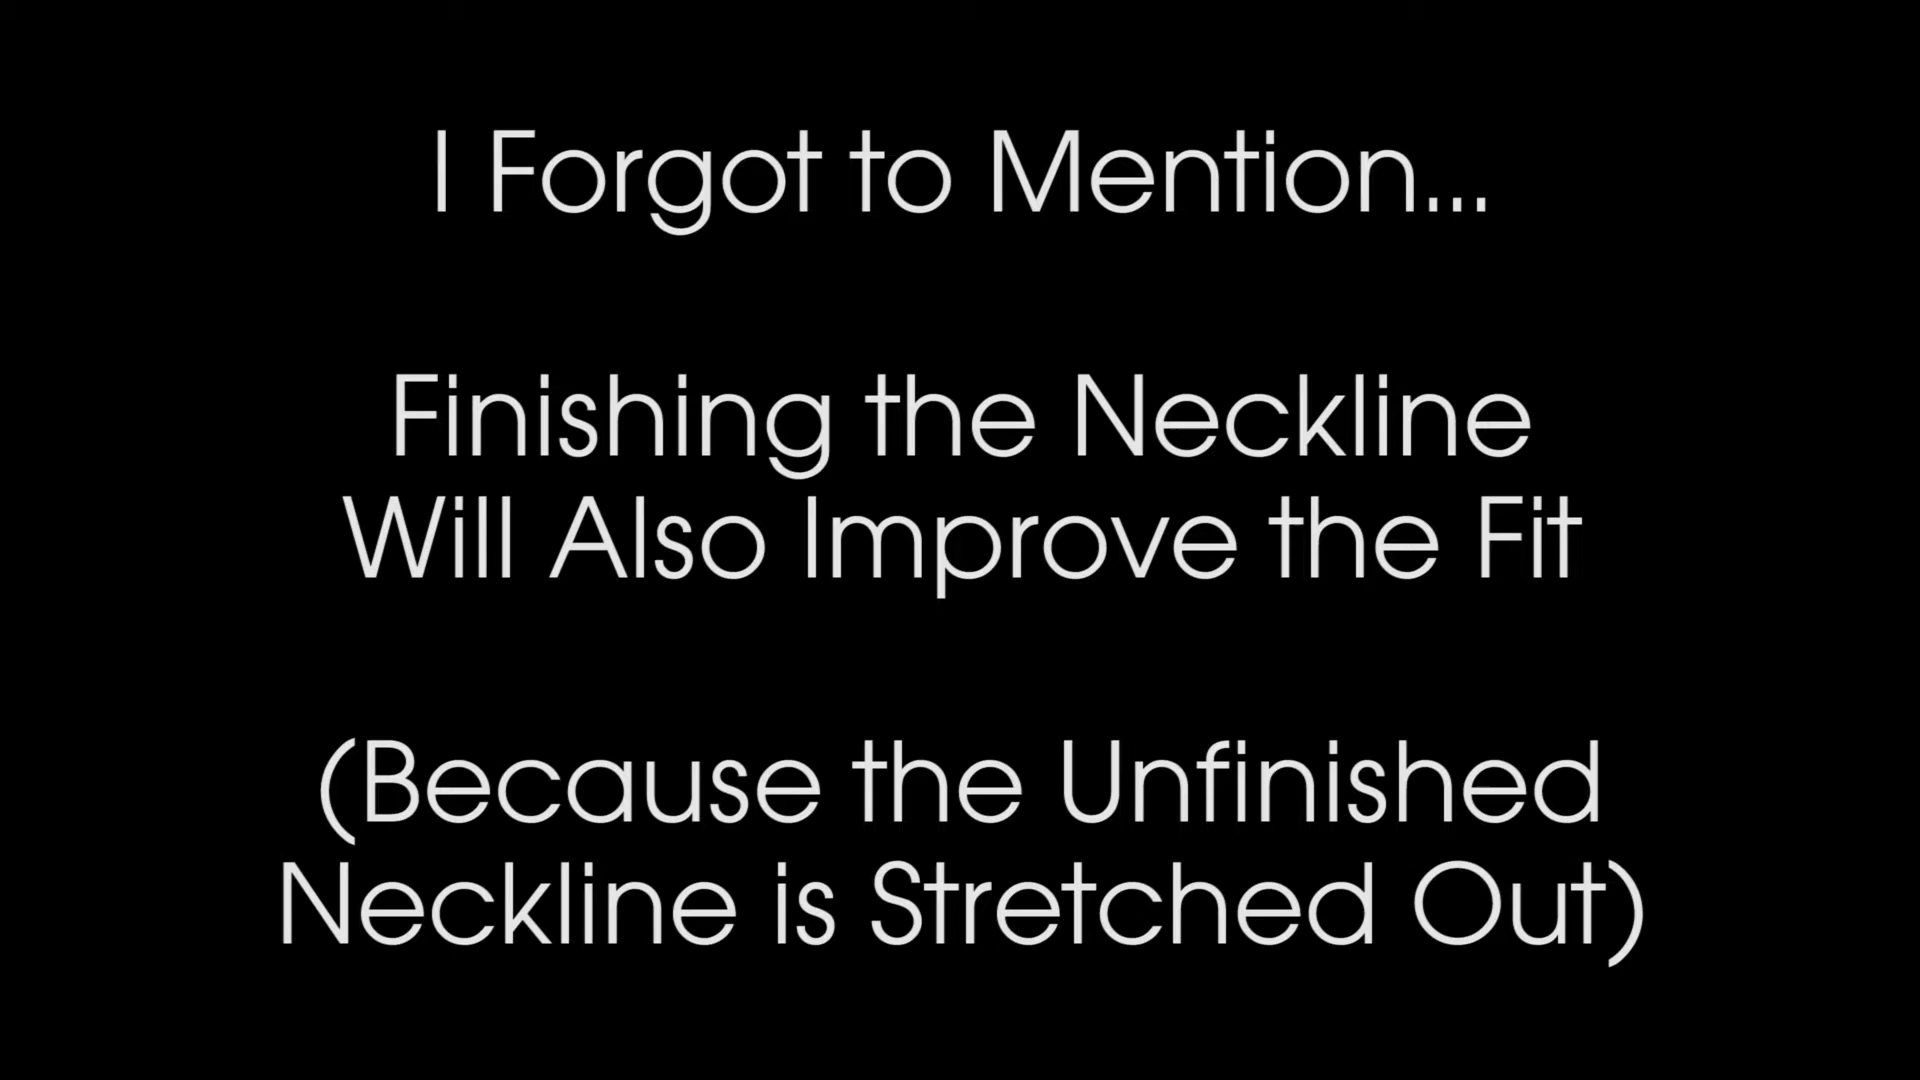 I Forgot to Mention...
Finishing the Neckline
Will Also Improve the Fit
(Because the Unfinished
Neckline is Stretched Out)